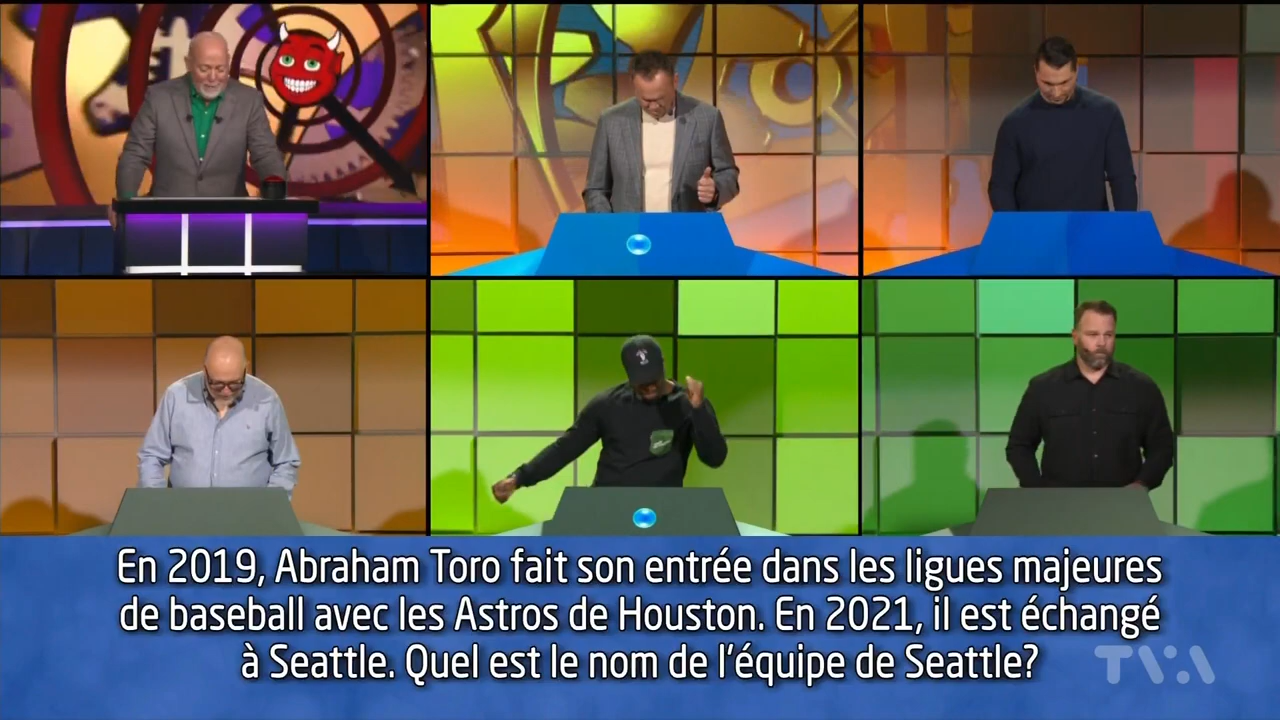 En 2019, Abraham Toro fait son entrée dans les ligues majeures
de baseball avec les Astros de Houston. En 2021, il est échangé
à Seattle. Quel est le nom de l'équipe de Seattle?
TVA